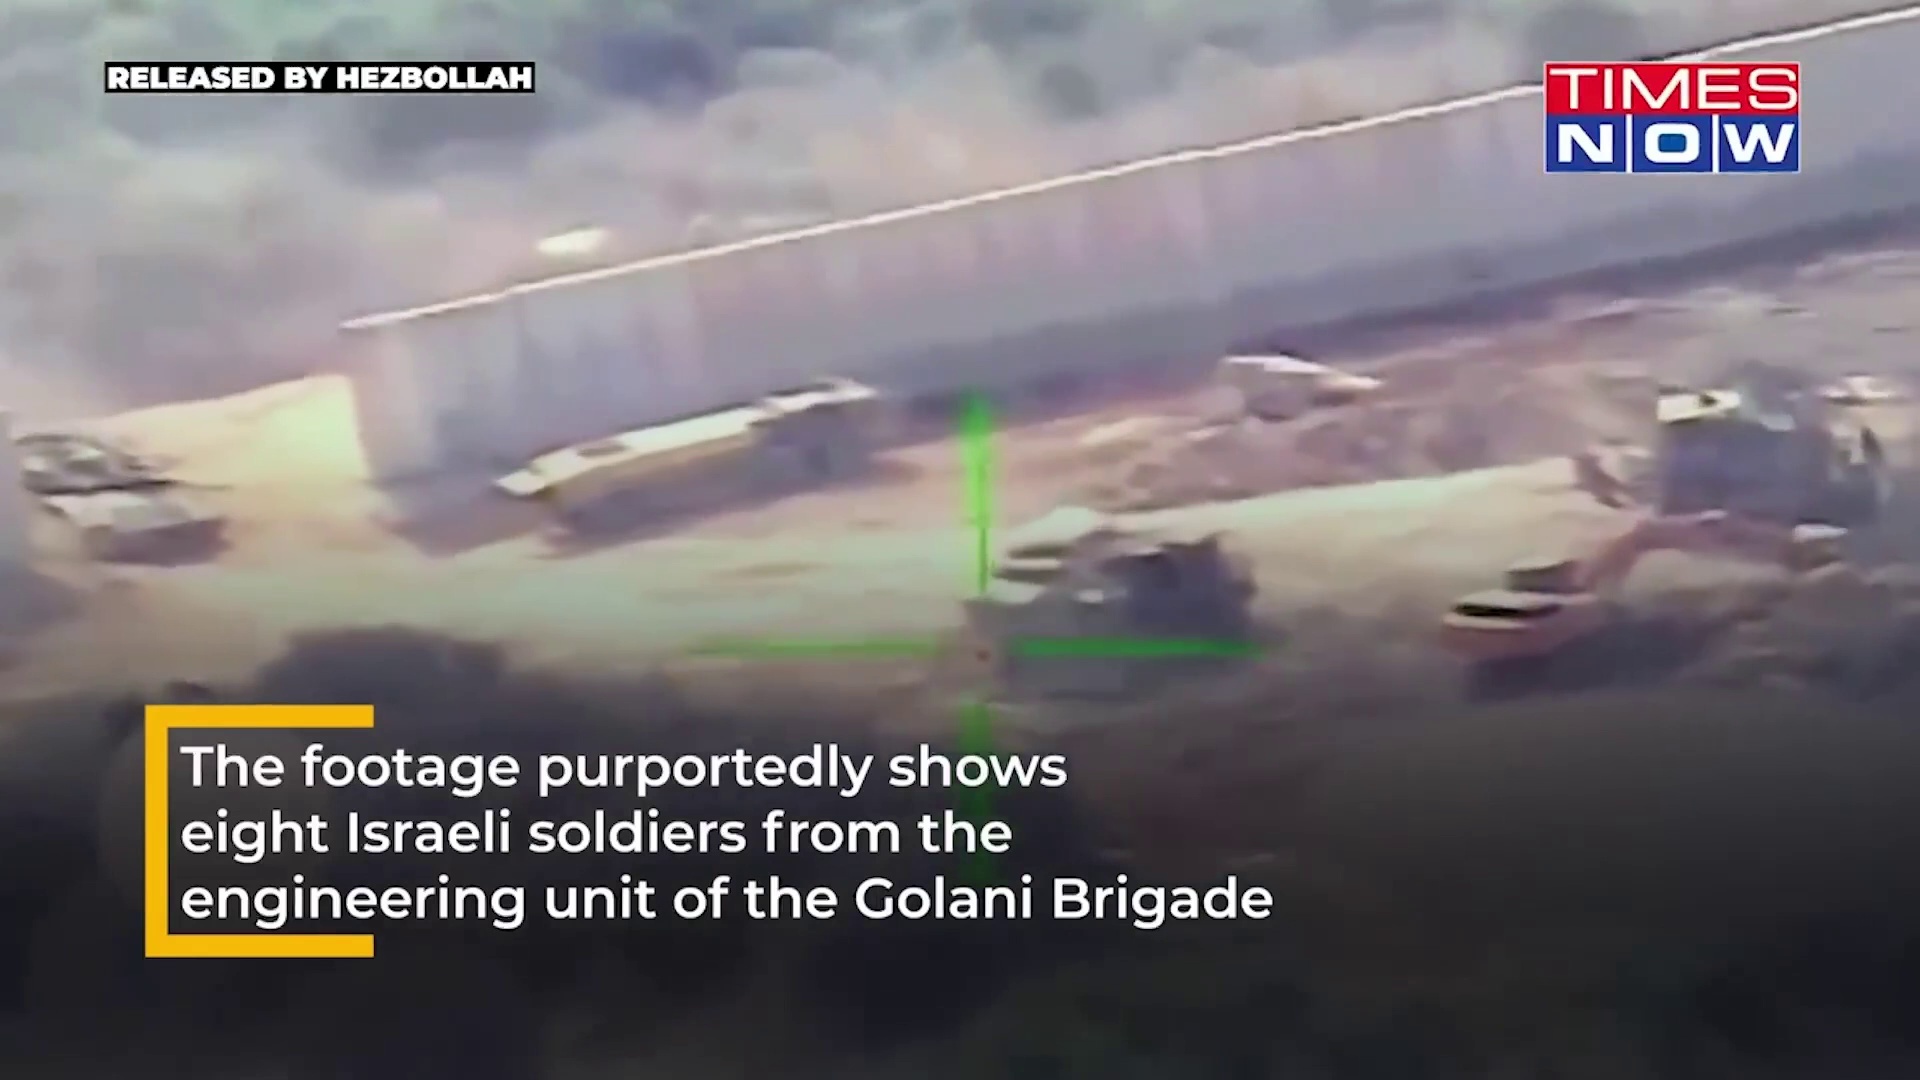 RELEASED BY HEZBOLLAH
TIMES
NOW
The footage purportedly shows
eight Israeli soldiers from the
engineering unit of the Golani Brigade